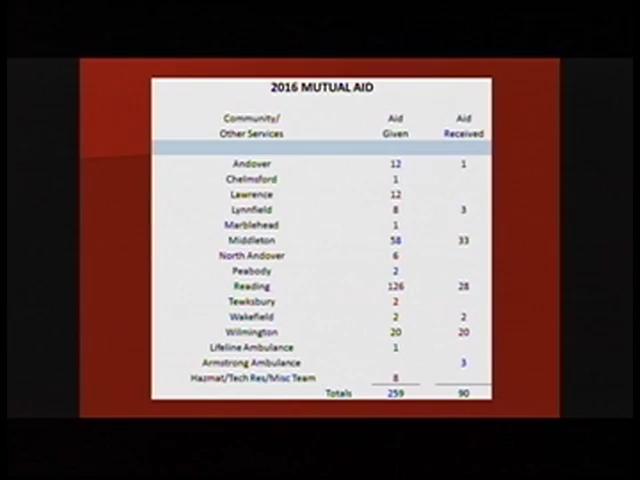 2016 MUTUAL AID
Community/ Aid Aid
Other Services Given Received
Andover 12 1
Chelmsford 1
Lawrence 12
Lynnfield 8 3
Marblehead 1
Middleton 58 33
North Andover 6
Peabody 2
Reading 126 28
Tewksbury 2
Wakefield 2 2
Wilmington 20 20
Lifeline Ambulance 1
Armstrong Ambulance 3
Hazmat/Tech Res/Misc Team 8
Totals 259 90